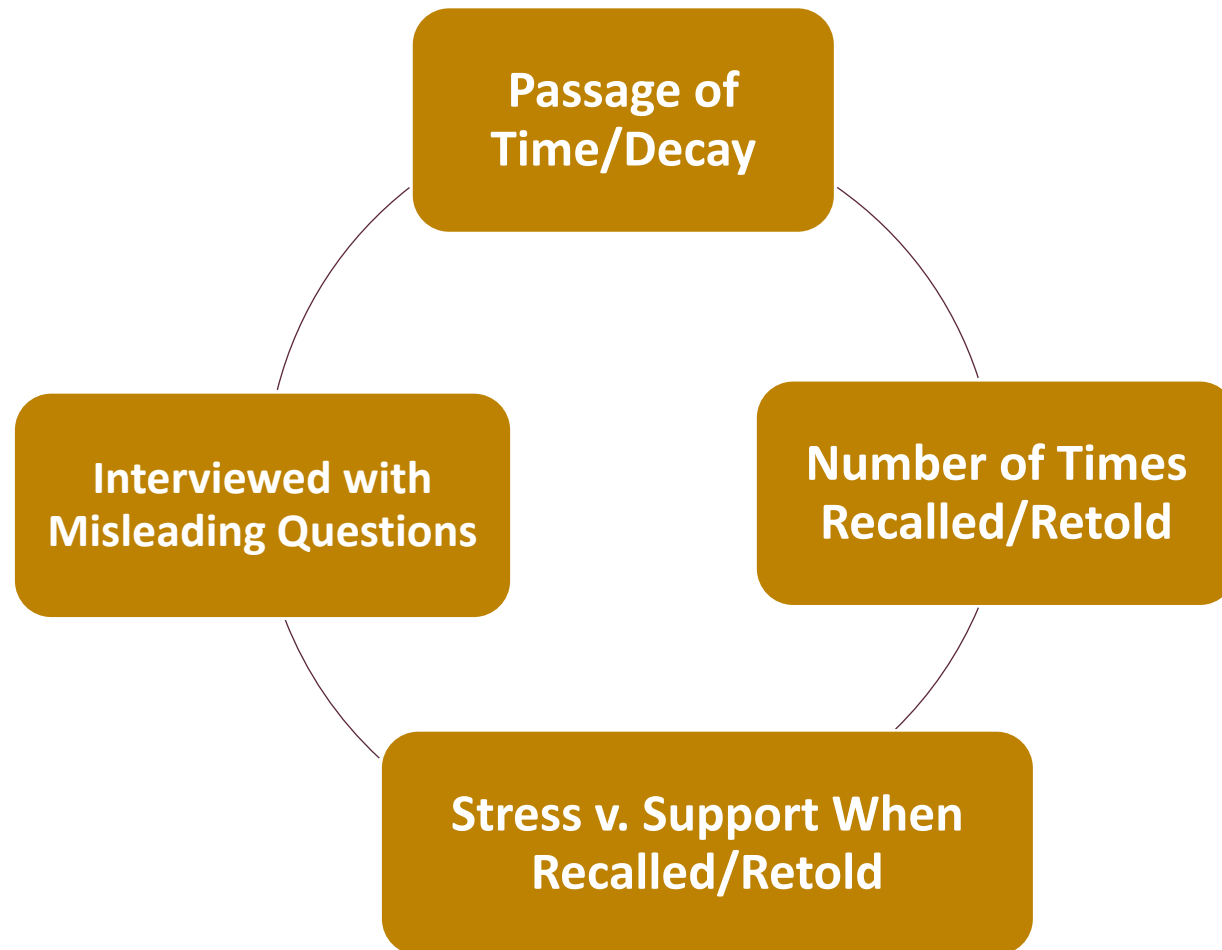 Passage of
Time/Decay
Number of Times
Recalled/Retold
Stress v. Support When
Recalled/Retold
Interviewed with
Misleading Questions